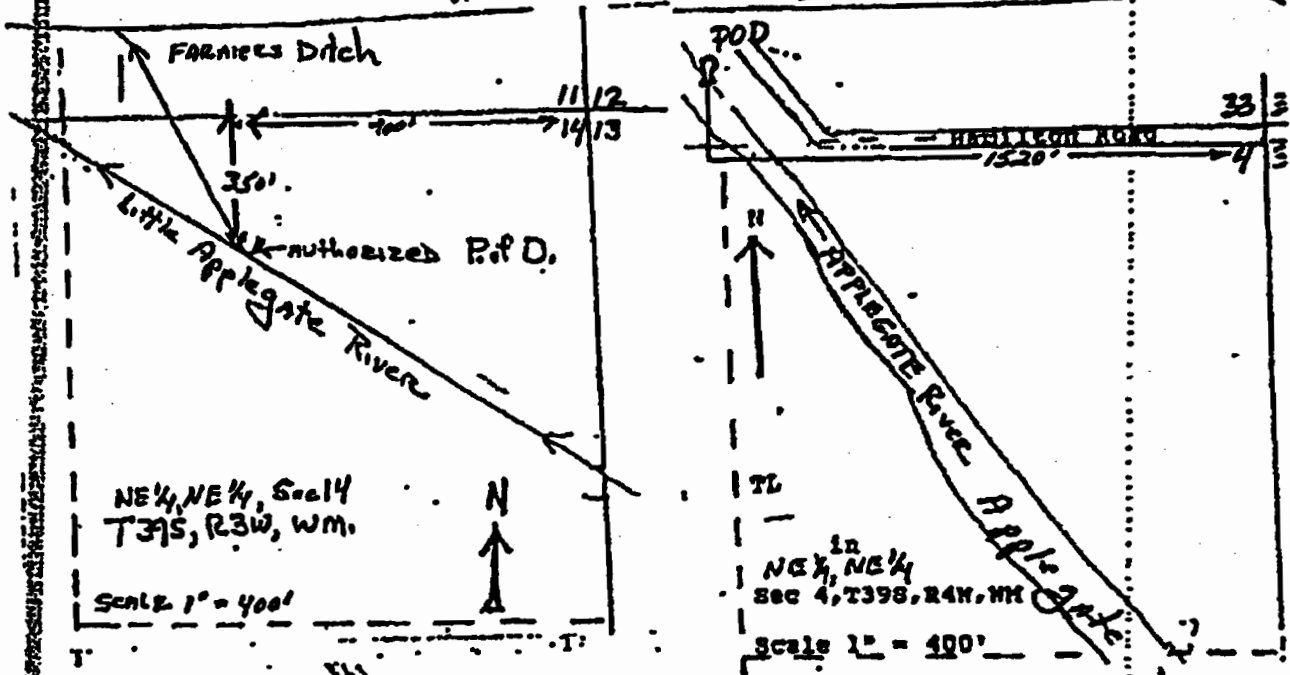 FARMERS Ditch
11 12
14 13
900'
350'
Authorized P.of D.
Little Applegate River
NE¼, NE¼, Sec 14
T39S, R3W, WM.
N
Scale 1" = 400'
POD
33
HAMILTON ROAD
1520'
4
N
APPLEGATE River
Applegate
TL
in
NE¼, NE¼
Sec 4, T39S, R4W, WM
Scale 1" = 400'